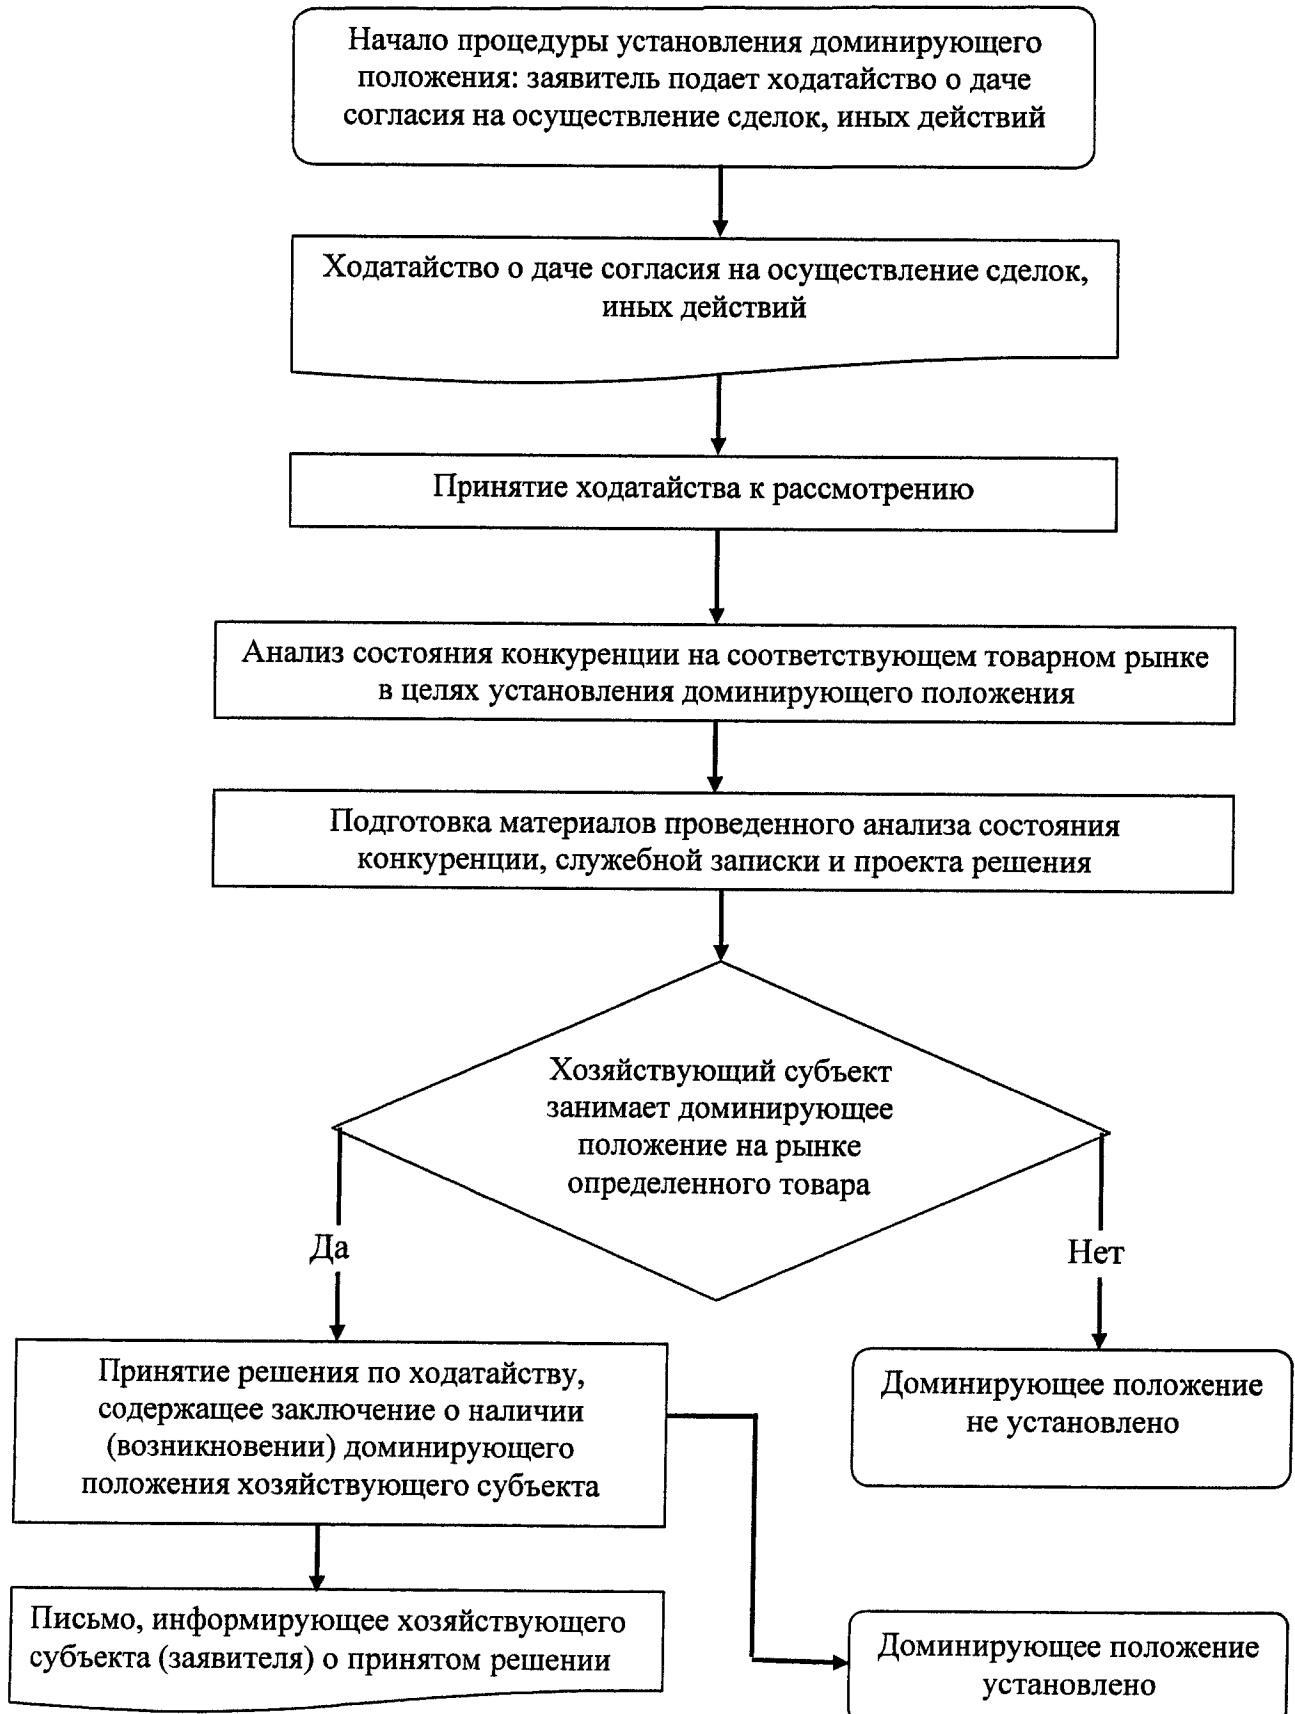 Начало процедуры установления доминирующего
положения: заявитель подает ходатайство о даче
согласия на осуществление сделок, иных действий
Ходатайство о даче согласия на осуществление сделок,
иных действий
Принятие ходатайства к рассмотрению
Анализ состояния конкуренции на соответствующем товарном рынке
в целях установления доминирующего положения
Подготовка материалов проведенного анализа состояния
конкуренции, служебной записки и проекта решения
Хозяйствующий субъект
занимает доминирующее
положение на рынке
определенного товара
Да
Нет
Принятие решения по ходатайству,
содержащее заключение о наличии
(возникновении) доминирующего
положения хозяйствующего субъекта
Доминирующее положение
не установлено
Письмо, информирующее хозяйствующего
субъекта (заявителя) о принятом решении
Доминирующее положение
установлено